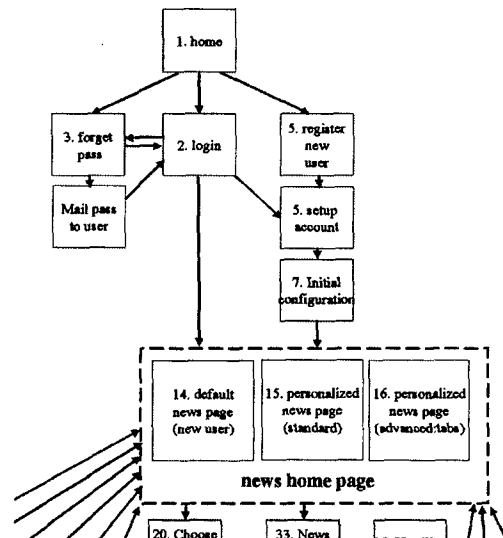 1. home
3. forget
pass
2. login
5. register
new
user
Mail pass
to user
5. setup
account
7. Initial
configuration
14. default
news page
(new user)
15. personalized
news page
(standard)
16. personalized
news page
(advanced:tabs)
news home page
20. Choose
33. News